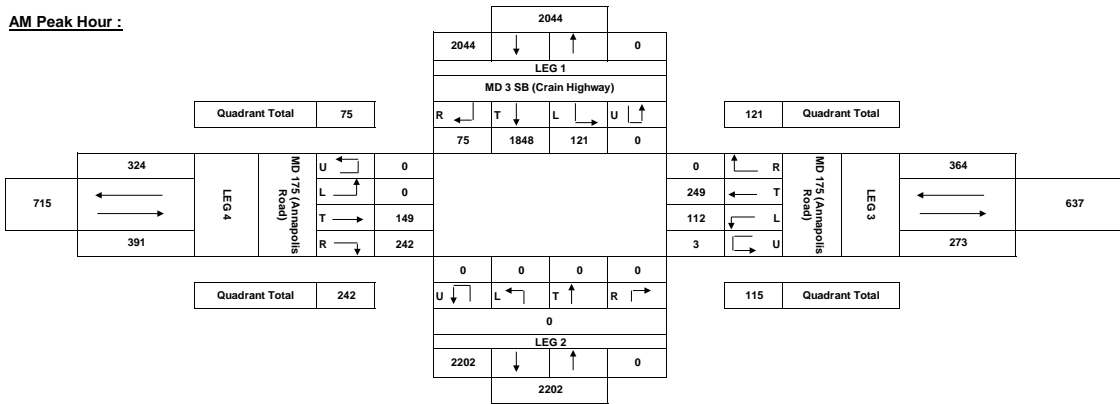 AM Peak Hour :
2044
2044 0
LEG 1
MD 3 SB (Crain Highway)
Quadrant Total 75
R T L U
121 Quadrant Total
75 1848 121 0
324
U 0
0 R
364
715
LEG 4
MD 175 (Annapolis Road)
L 0
249 T
MD 175 (Annapolis Road)
LEG 3
637
T 149
112 L
391
R 242
3 U
273
0 0 0 0
Quadrant Total 242
U L T R
115 Quadrant Total
0
LEG 2
2202 0
2202